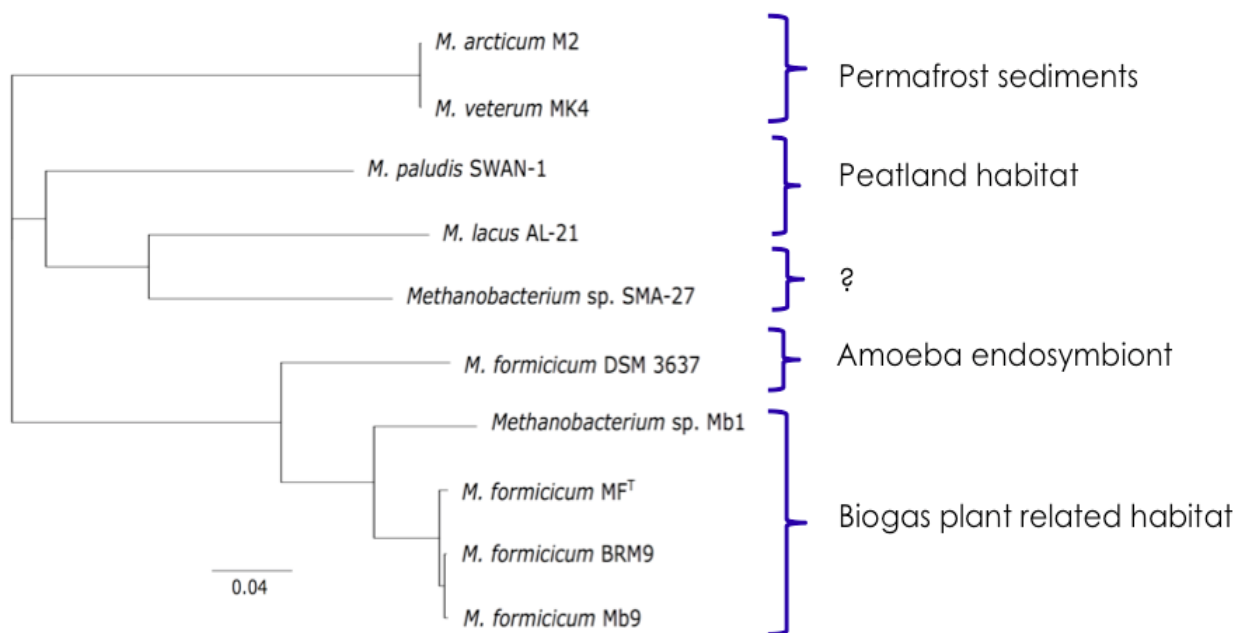 M. arcticum M2
M. veterum MK4
Permafrost sediments
M. paludis SWAN-1
Peatland habitat
M. lacus AL-21
Methanobacterium sp. SMA-27
?
M. formicicum DSM 3637
Amoeba endosymbiont
Methanobacterium sp. Mb1
M. formicicum MFᵀ
M. formicicum BRM9
Biogas plant related habitat
M. formicicum Mb9
0.04